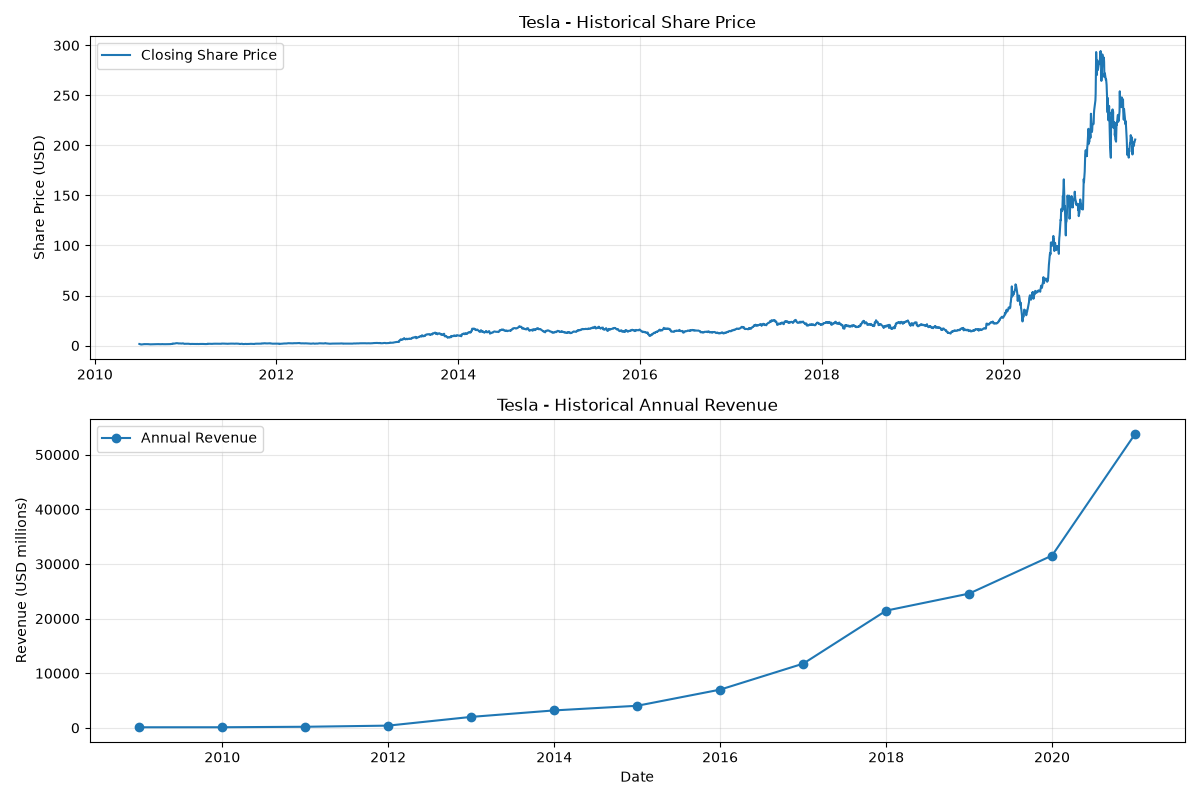 Tesla - Historical Share Price
Closing Share Price
Share Price (USD)
300
250
200
150
100
50
0
2010 2012 2014 2016 2018 2020
Tesla - Historical Annual Revenue
Annual Revenue
Revenue (USD millions)
50000
40000
30000
20000
10000
0
2010 2012 2014 2016 2018 2020
Date